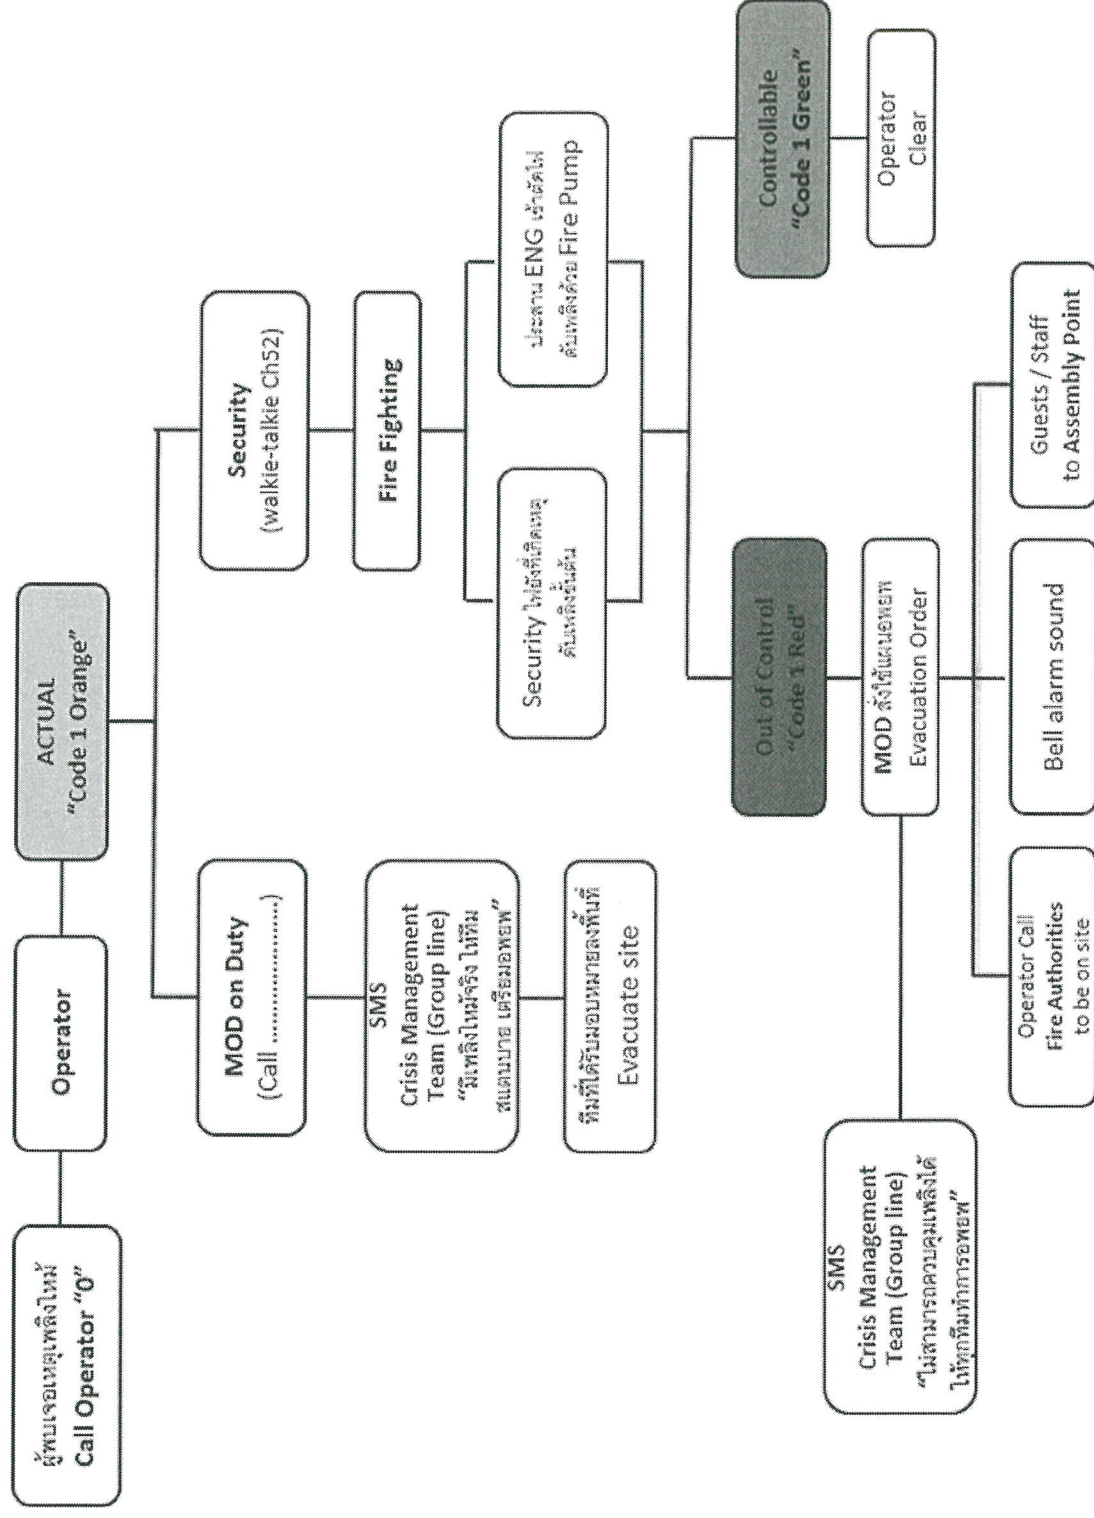 ผู้พบเจอเหตุเพลิงไหม้
Call Operator “0”
Operator
ACTUAL
“Code 1 Orange”
MOD on Duty
(Call .......................)
Security
(walkie-talkie Ch52)
SMS
Crisis Management
Team (Group line)
“มีเพลิงไหม้จริง ให้ทีม
สแตนบาย เตรียมอพยพ”
Fire Fighting
ทีมที่ได้รับมอบหมายลงพื้นที่
Evacuate site
Security ไปยังที่เกิดเหตุ
ดับเพลิงขั้นต้น
ประสาน ENG เข้าตัดไฟ
ดับเพลิงด้วย Fire Pump
Out of Control
“Code 1 Red”
Controllable
“Code 1 Green”
SMS
Crisis Management
Team (Group line)
“ไม่สามารถควบคุมเพลิงได้
ให้ทุกทีมทำการอพยพ”
MOD สั่งใช้แผนอพยพ
Evacuation Order
Operator
Clear
Operator Call
Fire Authorities
to be on site
Bell alarm sound
Guests / Staff
to Assembly Point